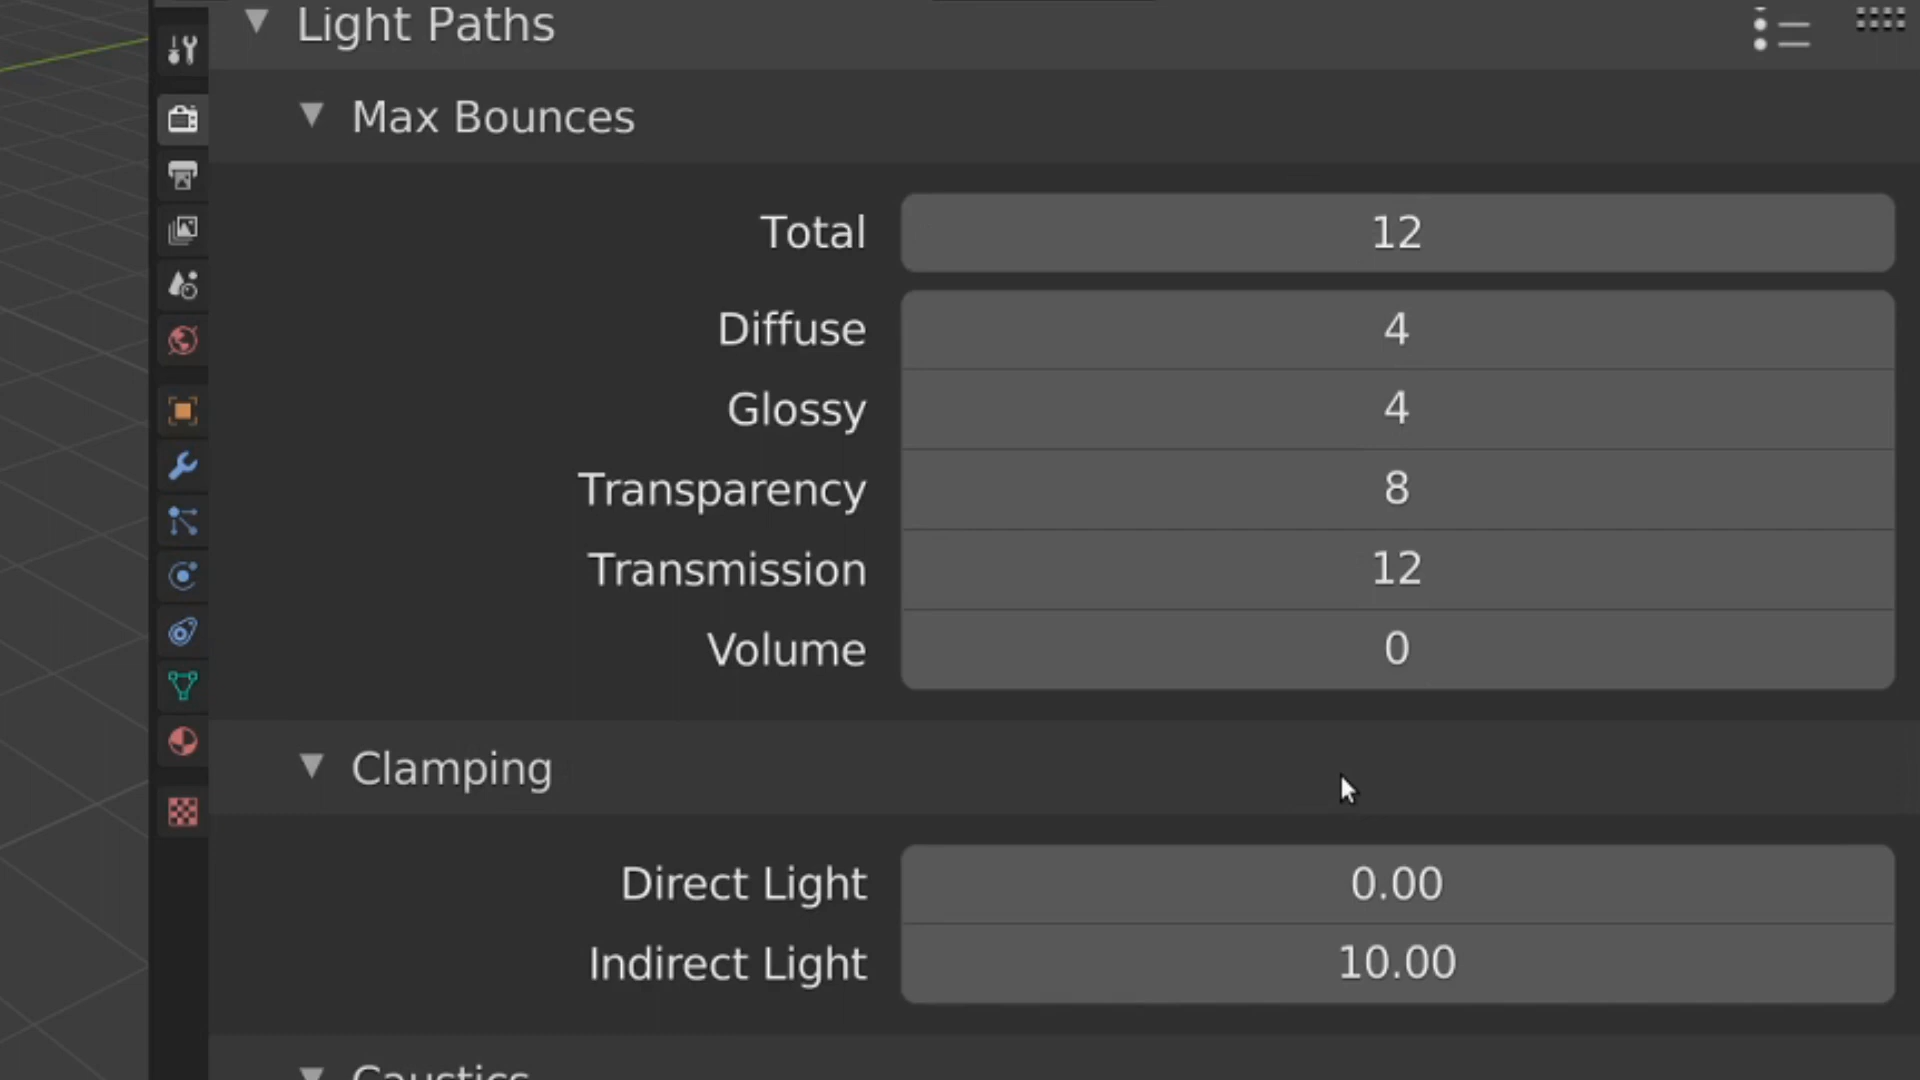 Light Paths
Max Bounces
Total 12
Diffuse 4
Glossy 4
Transparency 8
Transmission 12
Volume 0
Clamping
Direct Light 0.00
Indirect Light 10.00
Caustics